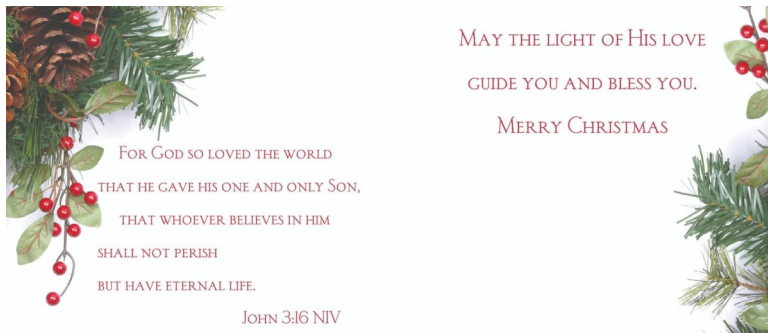 For God so loved the world
that he gave his one and only Son,
that whoever believes in him
shall not perish
but have eternal life.
John 3:16 NIV
May the light of His love
guide you and bless you.
Merry Christmas